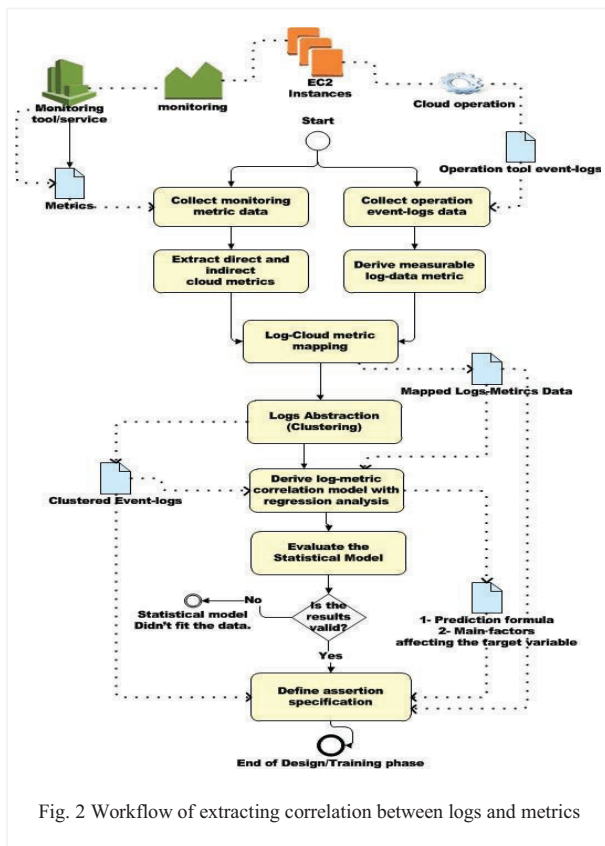 EC2
Instances
Monitoring
tool/service
monitoring
Cloud operation
Start
Operation tool event-logs
Metrics
Collect monitoring
metric data
Collect operation
event-logs data
Extract direct and
indirect
cloud metrics
Derive measurable
log-data metric
Log-Cloud metric
mapping
Mapped Logs-Metircs Data
Logs Abstraction
(Clustering)
Clustered Event-logs
Derive log-metric
correlation model with
regression analysis
Evaluate the
Statistical Model
No
Is the
results
valid?
Statistical model
Didn't fit the data.
1- Prediction formula
2- Main-factors
affecting the target variable
Yes
Define assertion
specification
End of Design/Training phase
Fig. 2 Workflow of extracting correlation between logs and metrics